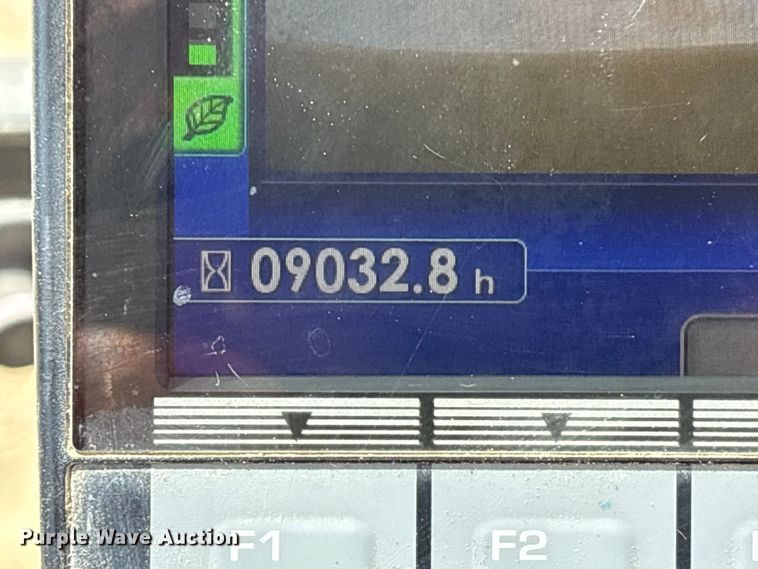 09032.8 h
F1 F2
Purple Wave Auction